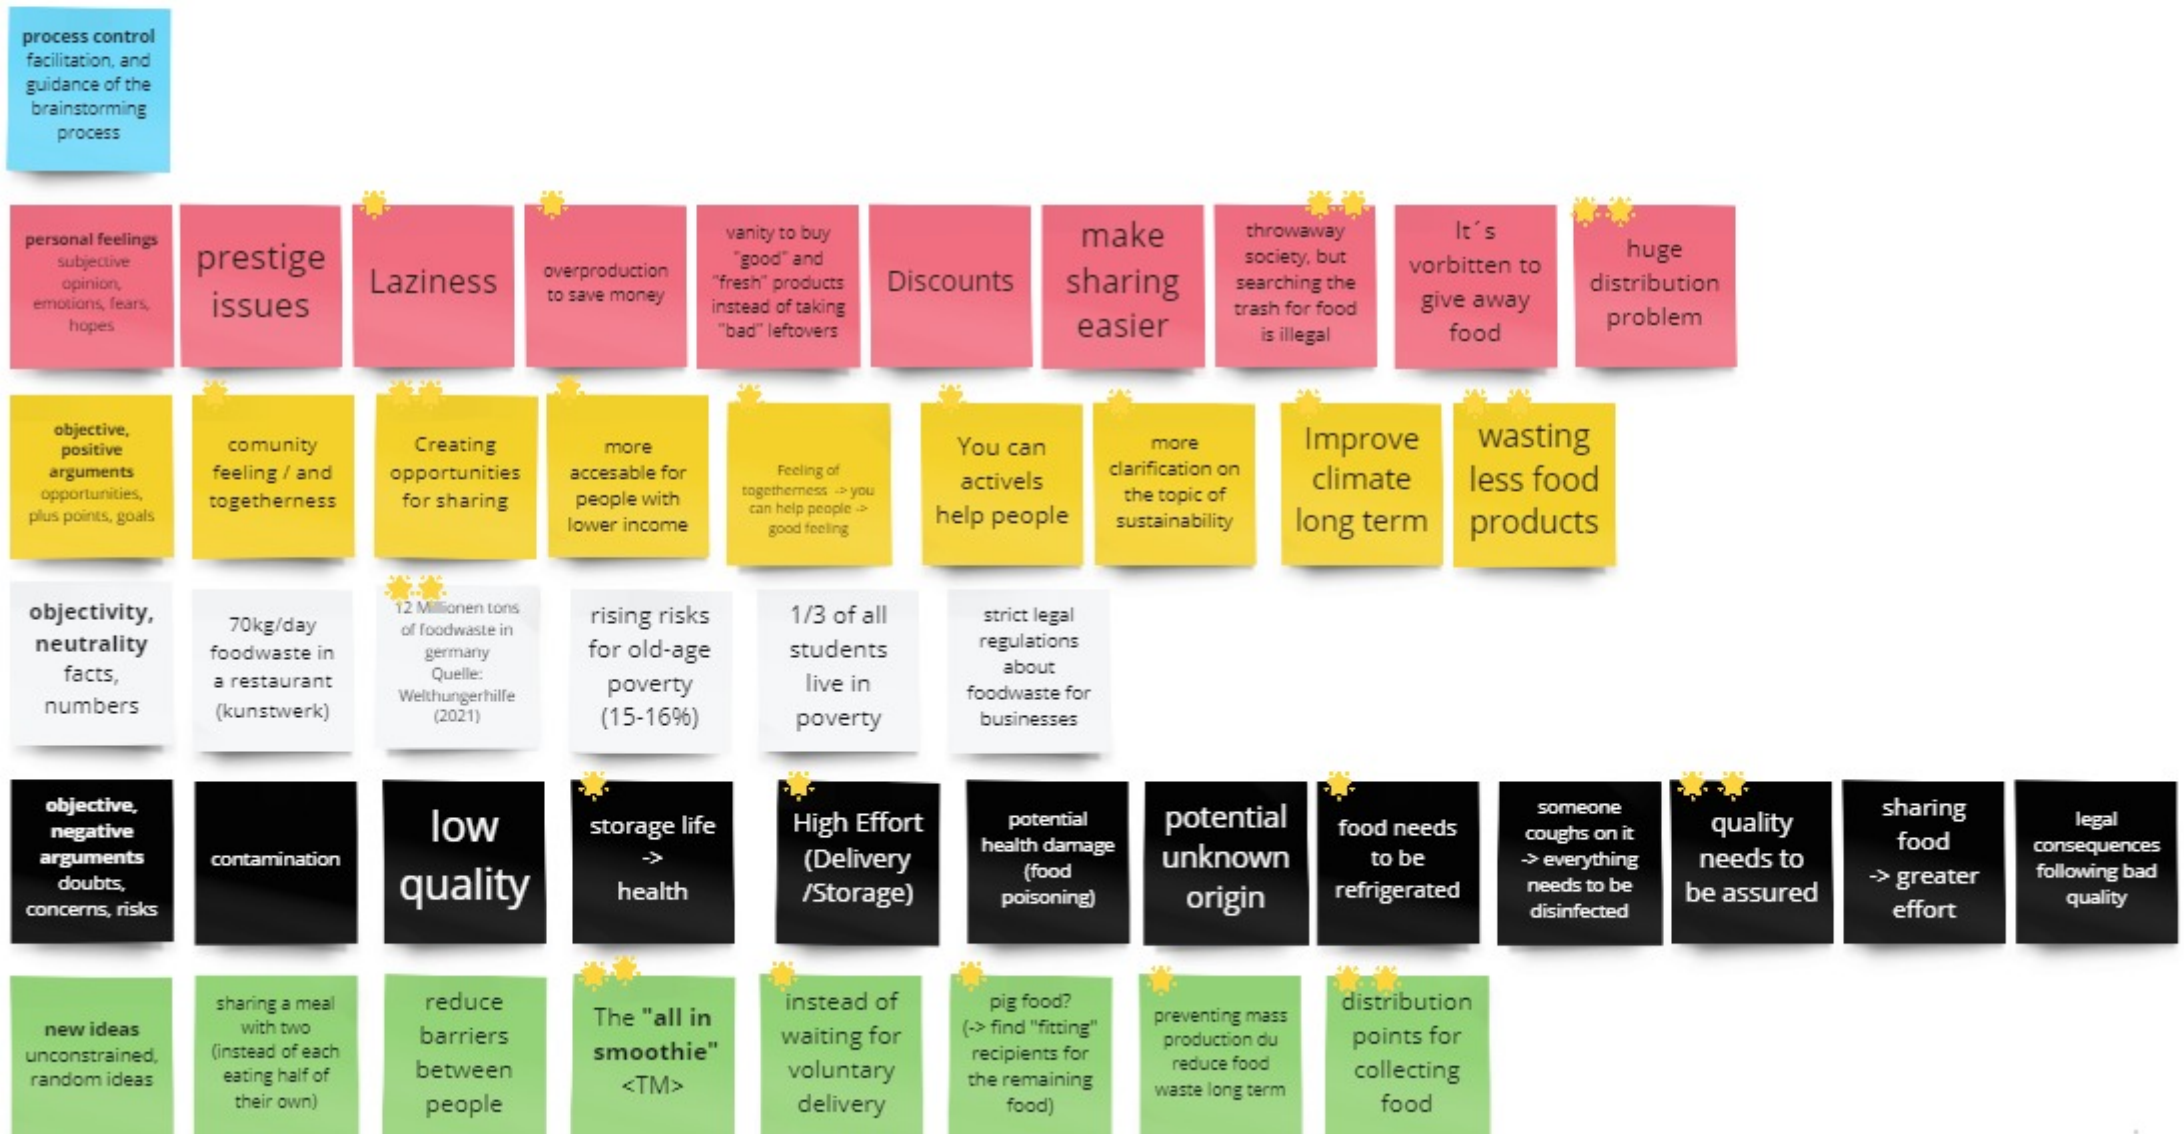 process control
facilitation, and
guidance of the
brainstorming
process
personal feelings
subjective
opinion,
emotions, fears,
hopes
prestige
issues
Laziness
overproduction
to save money
vanity to buy
"good" and
"fresh" products
instead of taking
"bad" leftovers
Discounts
make
sharing
easier
throwaway
society, but
searching the
trash for food
is illegal
It´s
vorbitten to
give away
food
huge
distribution
problem
objective,
positive
arguments
opportunities,
plus points, goals
comunity
feeling / and
togetherness
Creating
opportunities
for sharing
more
accesable for
people with
lower income
Feeling of
togetherness -> you
can help people ->
good feeling
You can
activels
help people
more
clarification on
the topic of
sustainability
Improve
climate
long term
wasting
less food
products
objectivity,
neutrality
facts,
numbers
70kg/day
foodwaste in
a restaurant
(kunstwerk)
12 Millionen tons
of foodwaste in
germany
Quelle:
Welthungerhilfe
(2021)
rising risks
for old-age
poverty
(15-16%)
1/3 of all
students
live in
poverty
strict legal
regulations
about
foodwaste for
businesses
objective,
negative
arguments
doubts,
concerns, risks
contamination
low
quality
storage life
->
health
High Effort
(Delivery
/Storage)
potential
health damage
(food
poisoning)
potential
unknown
origin
food needs
to be
refrigerated
someone
coughs on it
-> everything
needs to be
disinfected
quality
needs to
be assured
sharing
food
-> greater
effort
legal
consequences
following bad
quality
new ideas
unconstrained,
random ideas
sharing a meal
with two
(instead of each
eating half of
their own)
reduce
barriers
between
people
The "all in
smoothie"
<TM>
instead of
waiting for
voluntary
delivery
pig food?
(-> find "fitting"
recipients for
the remaining
food)
preventing mass
production du
reduce food
waste long term
distribution
points for
collecting
food